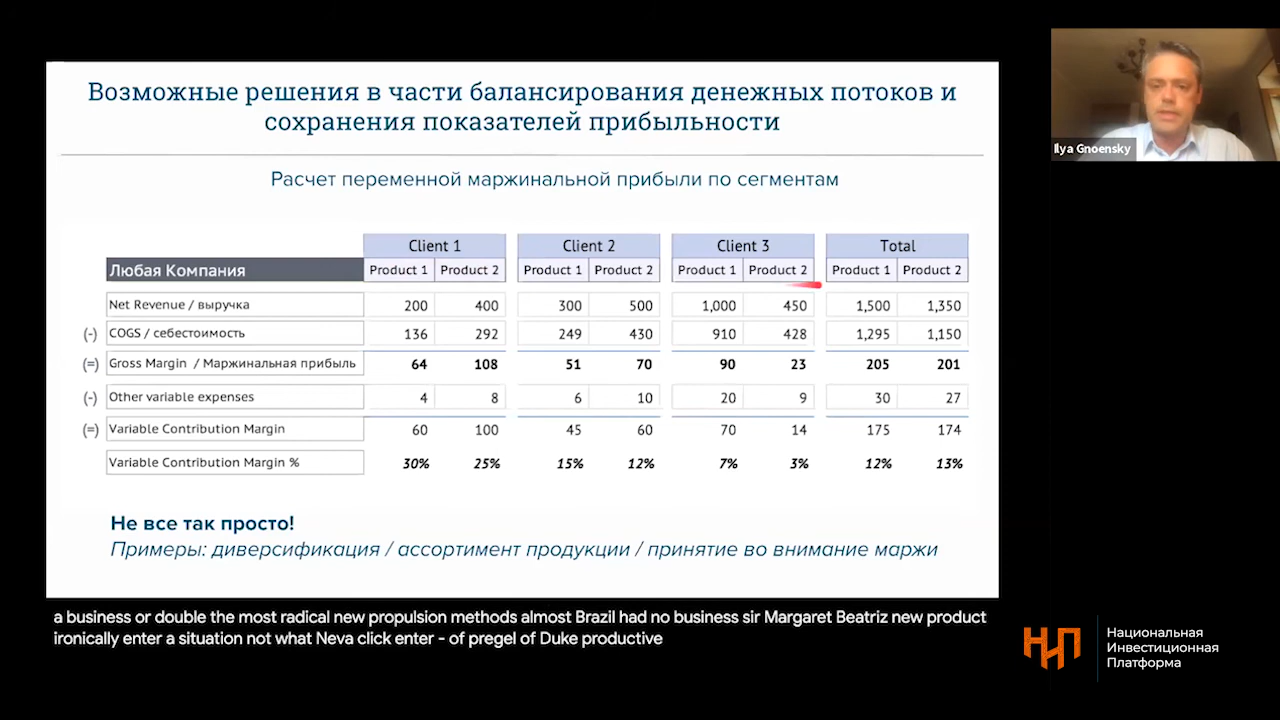 Возможные решения в части балансирования денежных потоков и
сохранения показателей прибыльности
Расчет переменной маржинальной прибыли по сегментам
Client 1 Client 2 Client 3 Total
Любая Компания Product 1 Product 2 Product 1 Product 2 Product 1 Product 2 Product 1 Product 2
Net Revenue / выручка 200 400 300 500 1,000 450 1,500 1,350
(-) COGS / себестоимость 136 292 249 430 910 428 1,295 1,150
(=) Gross Margin / Маржинальная прибыль 64 108 51 70 90 23 205 201
(-) Other variable expenses 4 8 6 10 20 9 30 27
(=) Variable Contribution Margin 60 100 45 60 70 14 175 174
Variable Contribution Margin % 30% 25% 15% 12% 7% 3% 12% 13%
Не все так просто!
Примеры: диверсификация / ассортимент продукции / принятие во внимание маржи
a business or double the most radical new propulsion methods almost Brazil had no business sir Margaret Beatriz new product
ironically enter a situation not what Neva click enter - of pregel of Duke productive
Ilya Gnoensky
НИП
Национальная
Инвестиционная
Платформа